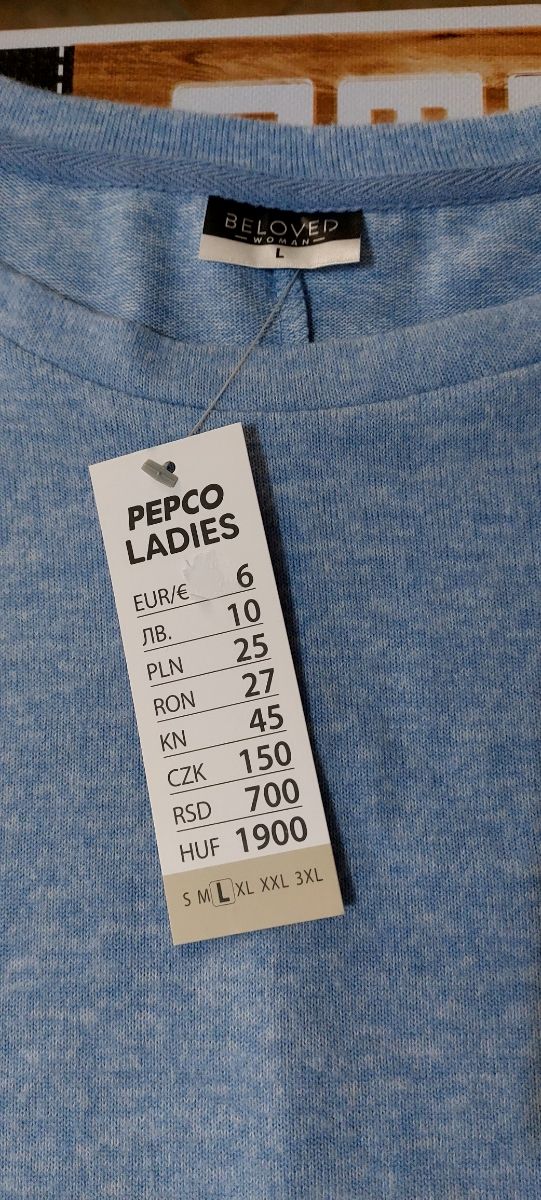 BELOVED
WOMAN
L
PEPCO
LADIES
EUR/€ 6
ЛВ. 10
PLN 25
RON 27
KN 45
CZK 150
RSD 700
HUF 1900
S M L XL XXL 3XL